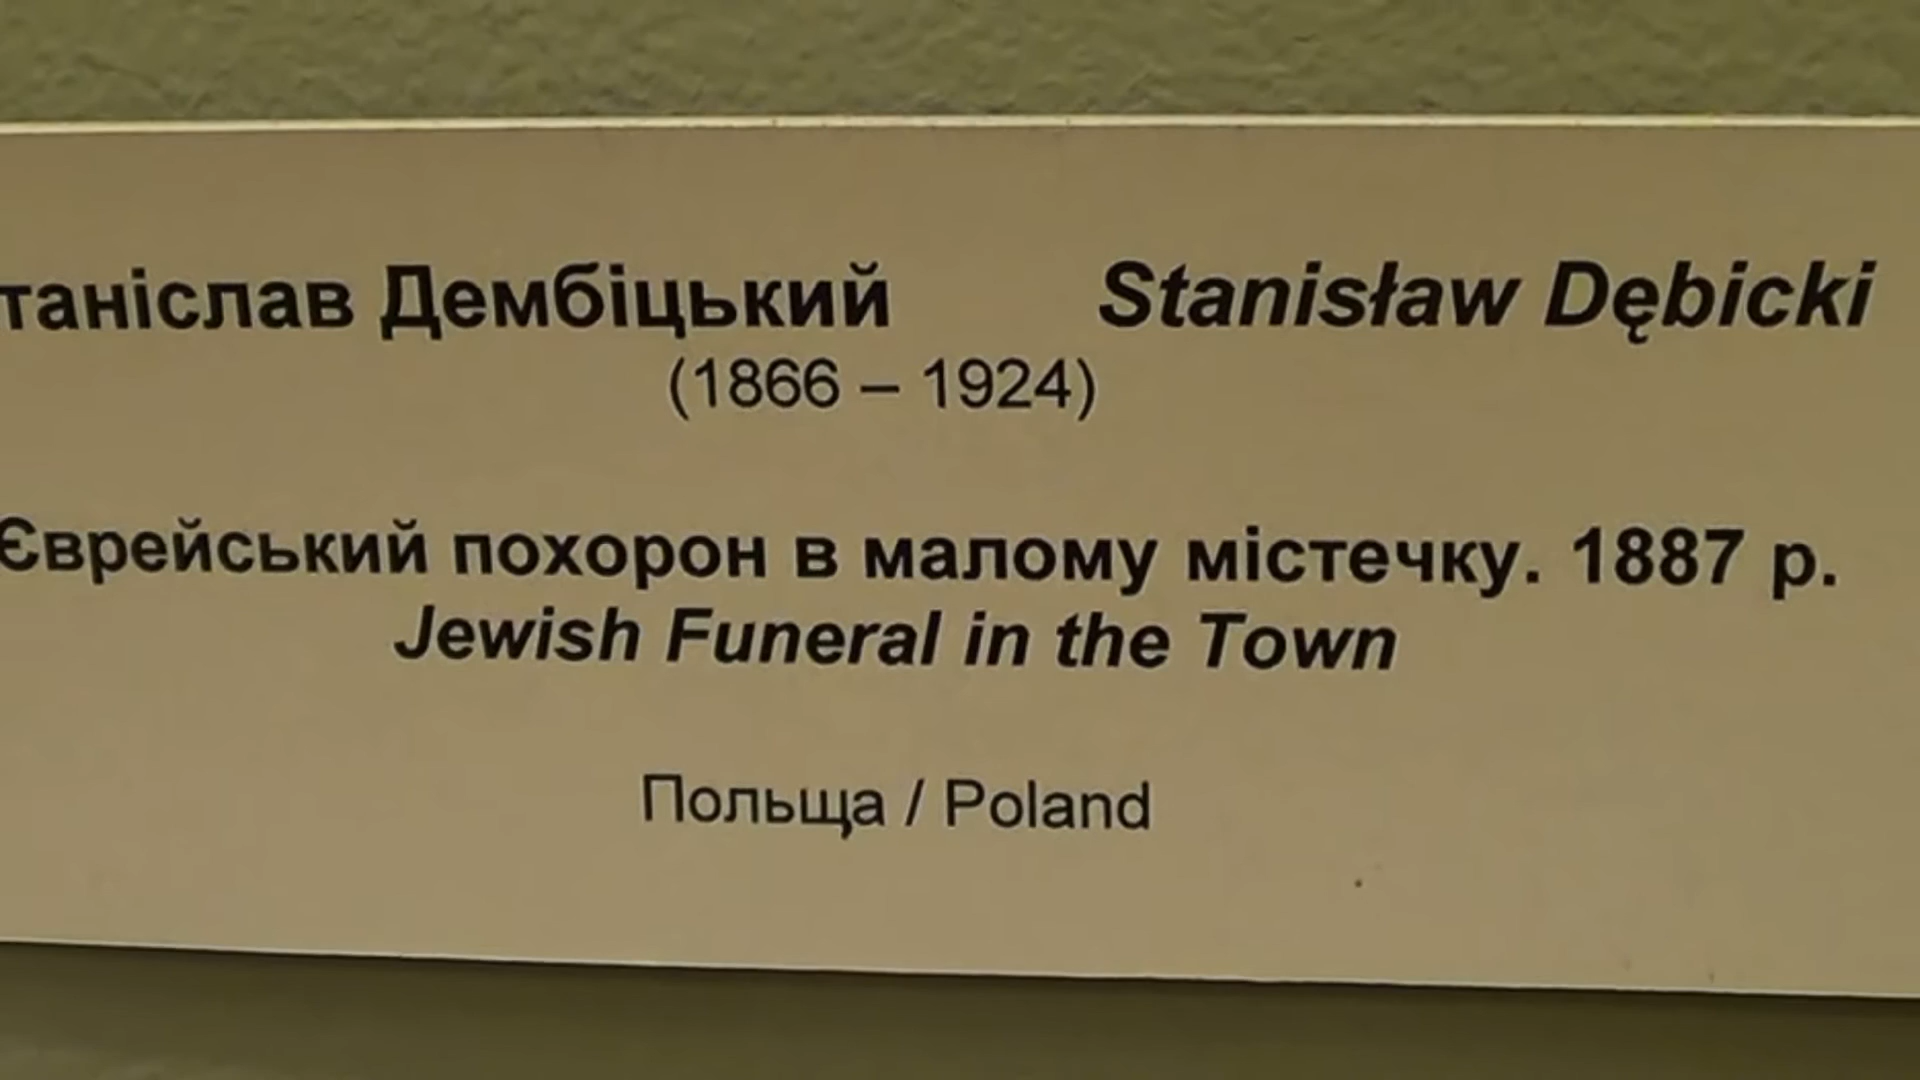 таніслав Дембіцький Stanisław Dębicki
(1866 – 1924)
Єврейський похорон в малому містечку. 1887 р.
Jewish Funeral in the Town
Польща / Poland